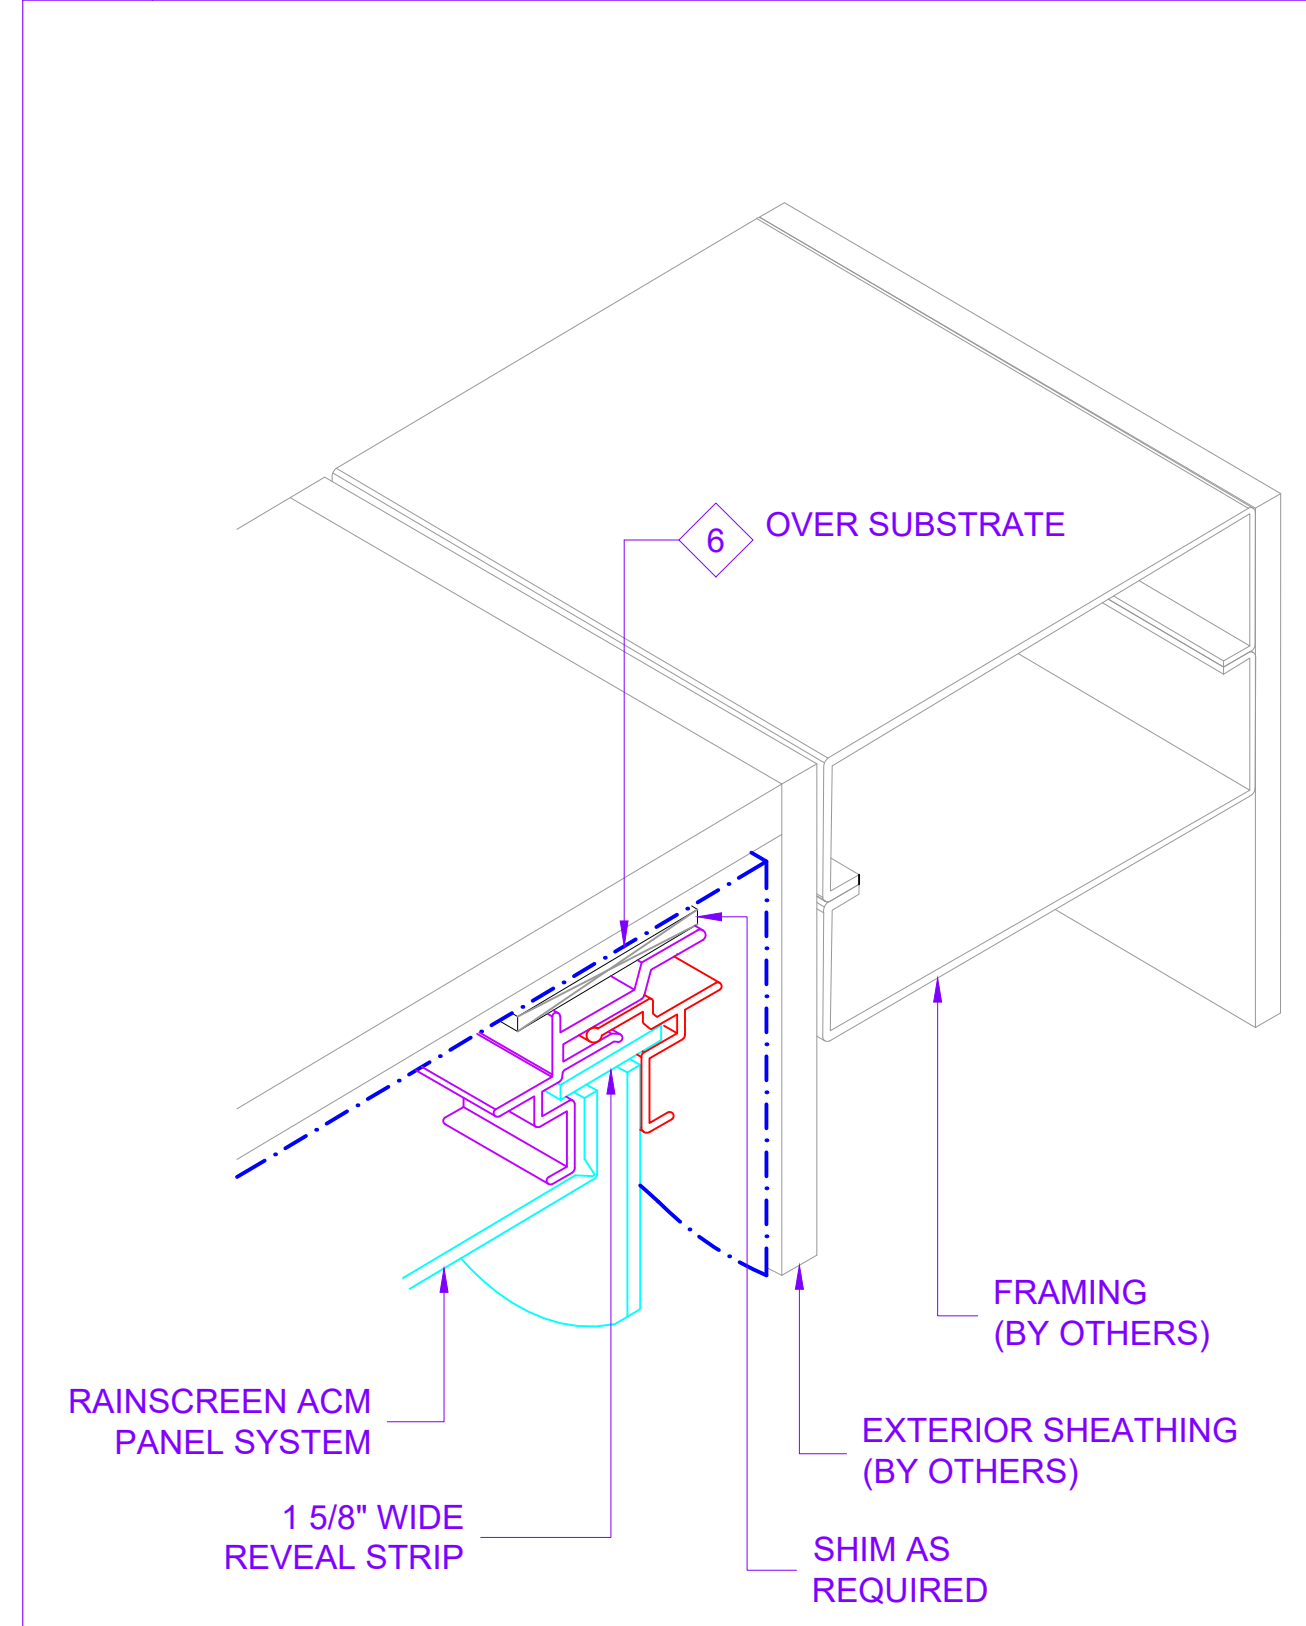 6
OVER SUBSTRATE
FRAMING
(BY OTHERS)
RAINSCREEN ACM
PANEL SYSTEM
EXTERIOR SHEATHING
(BY OTHERS)
1 5/8" WIDE
REVEAL STRIP
SHIM AS
REQUIRED